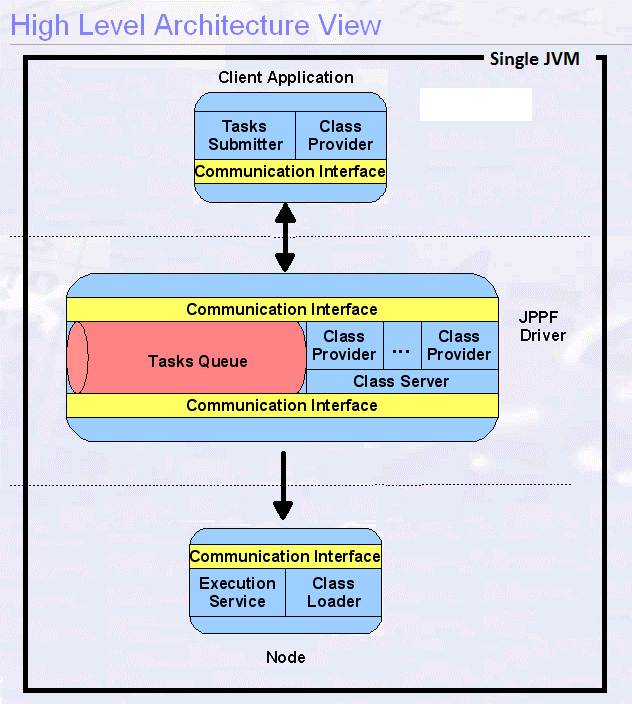 High Level Architecture View
Single JVM
Client Application
Tasks
Submitter
Class
Provider
Communication Interface
Communication Interface
JPPF
Driver
Tasks Queue
Class
Provider
...
Class
Provider
Class Server
Communication Interface
Communication Interface
Execution
Service
Class
Loader
Node